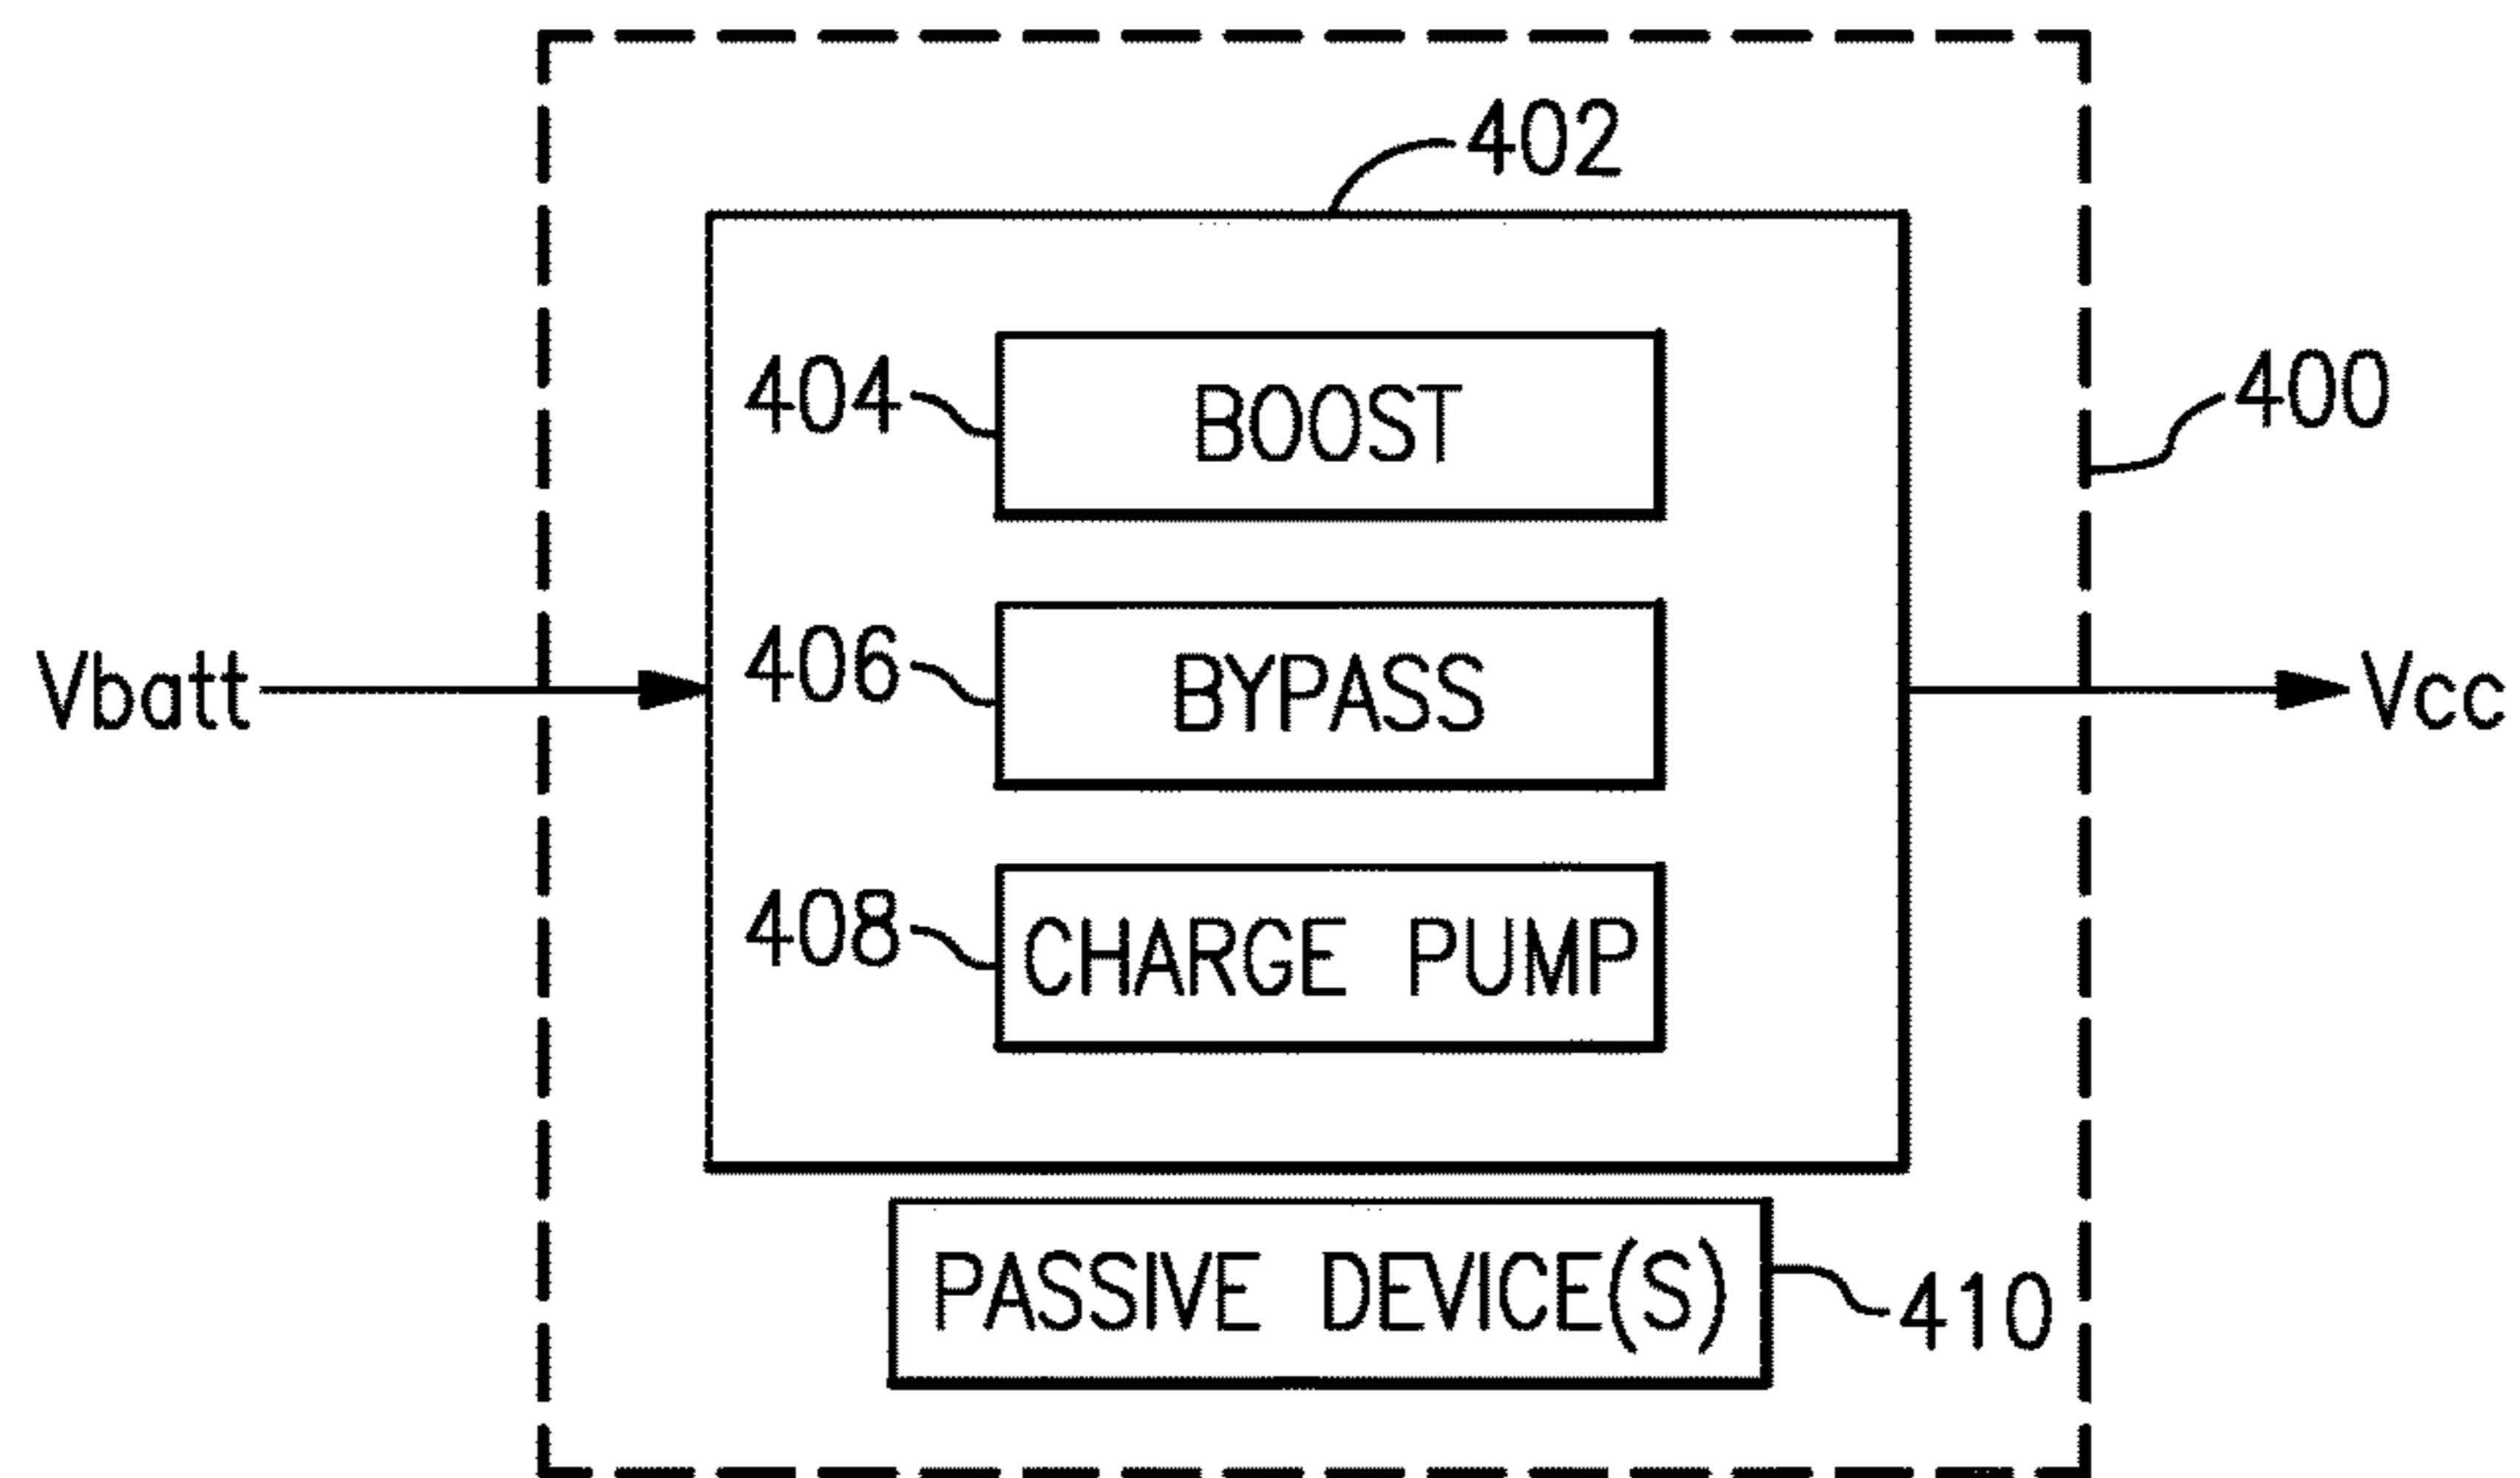 402
404
BOOST
400
406
BYPASS
Vbatt
Vcc
408
CHARGE PUMP
PASSIVE DEVICE(S)
410